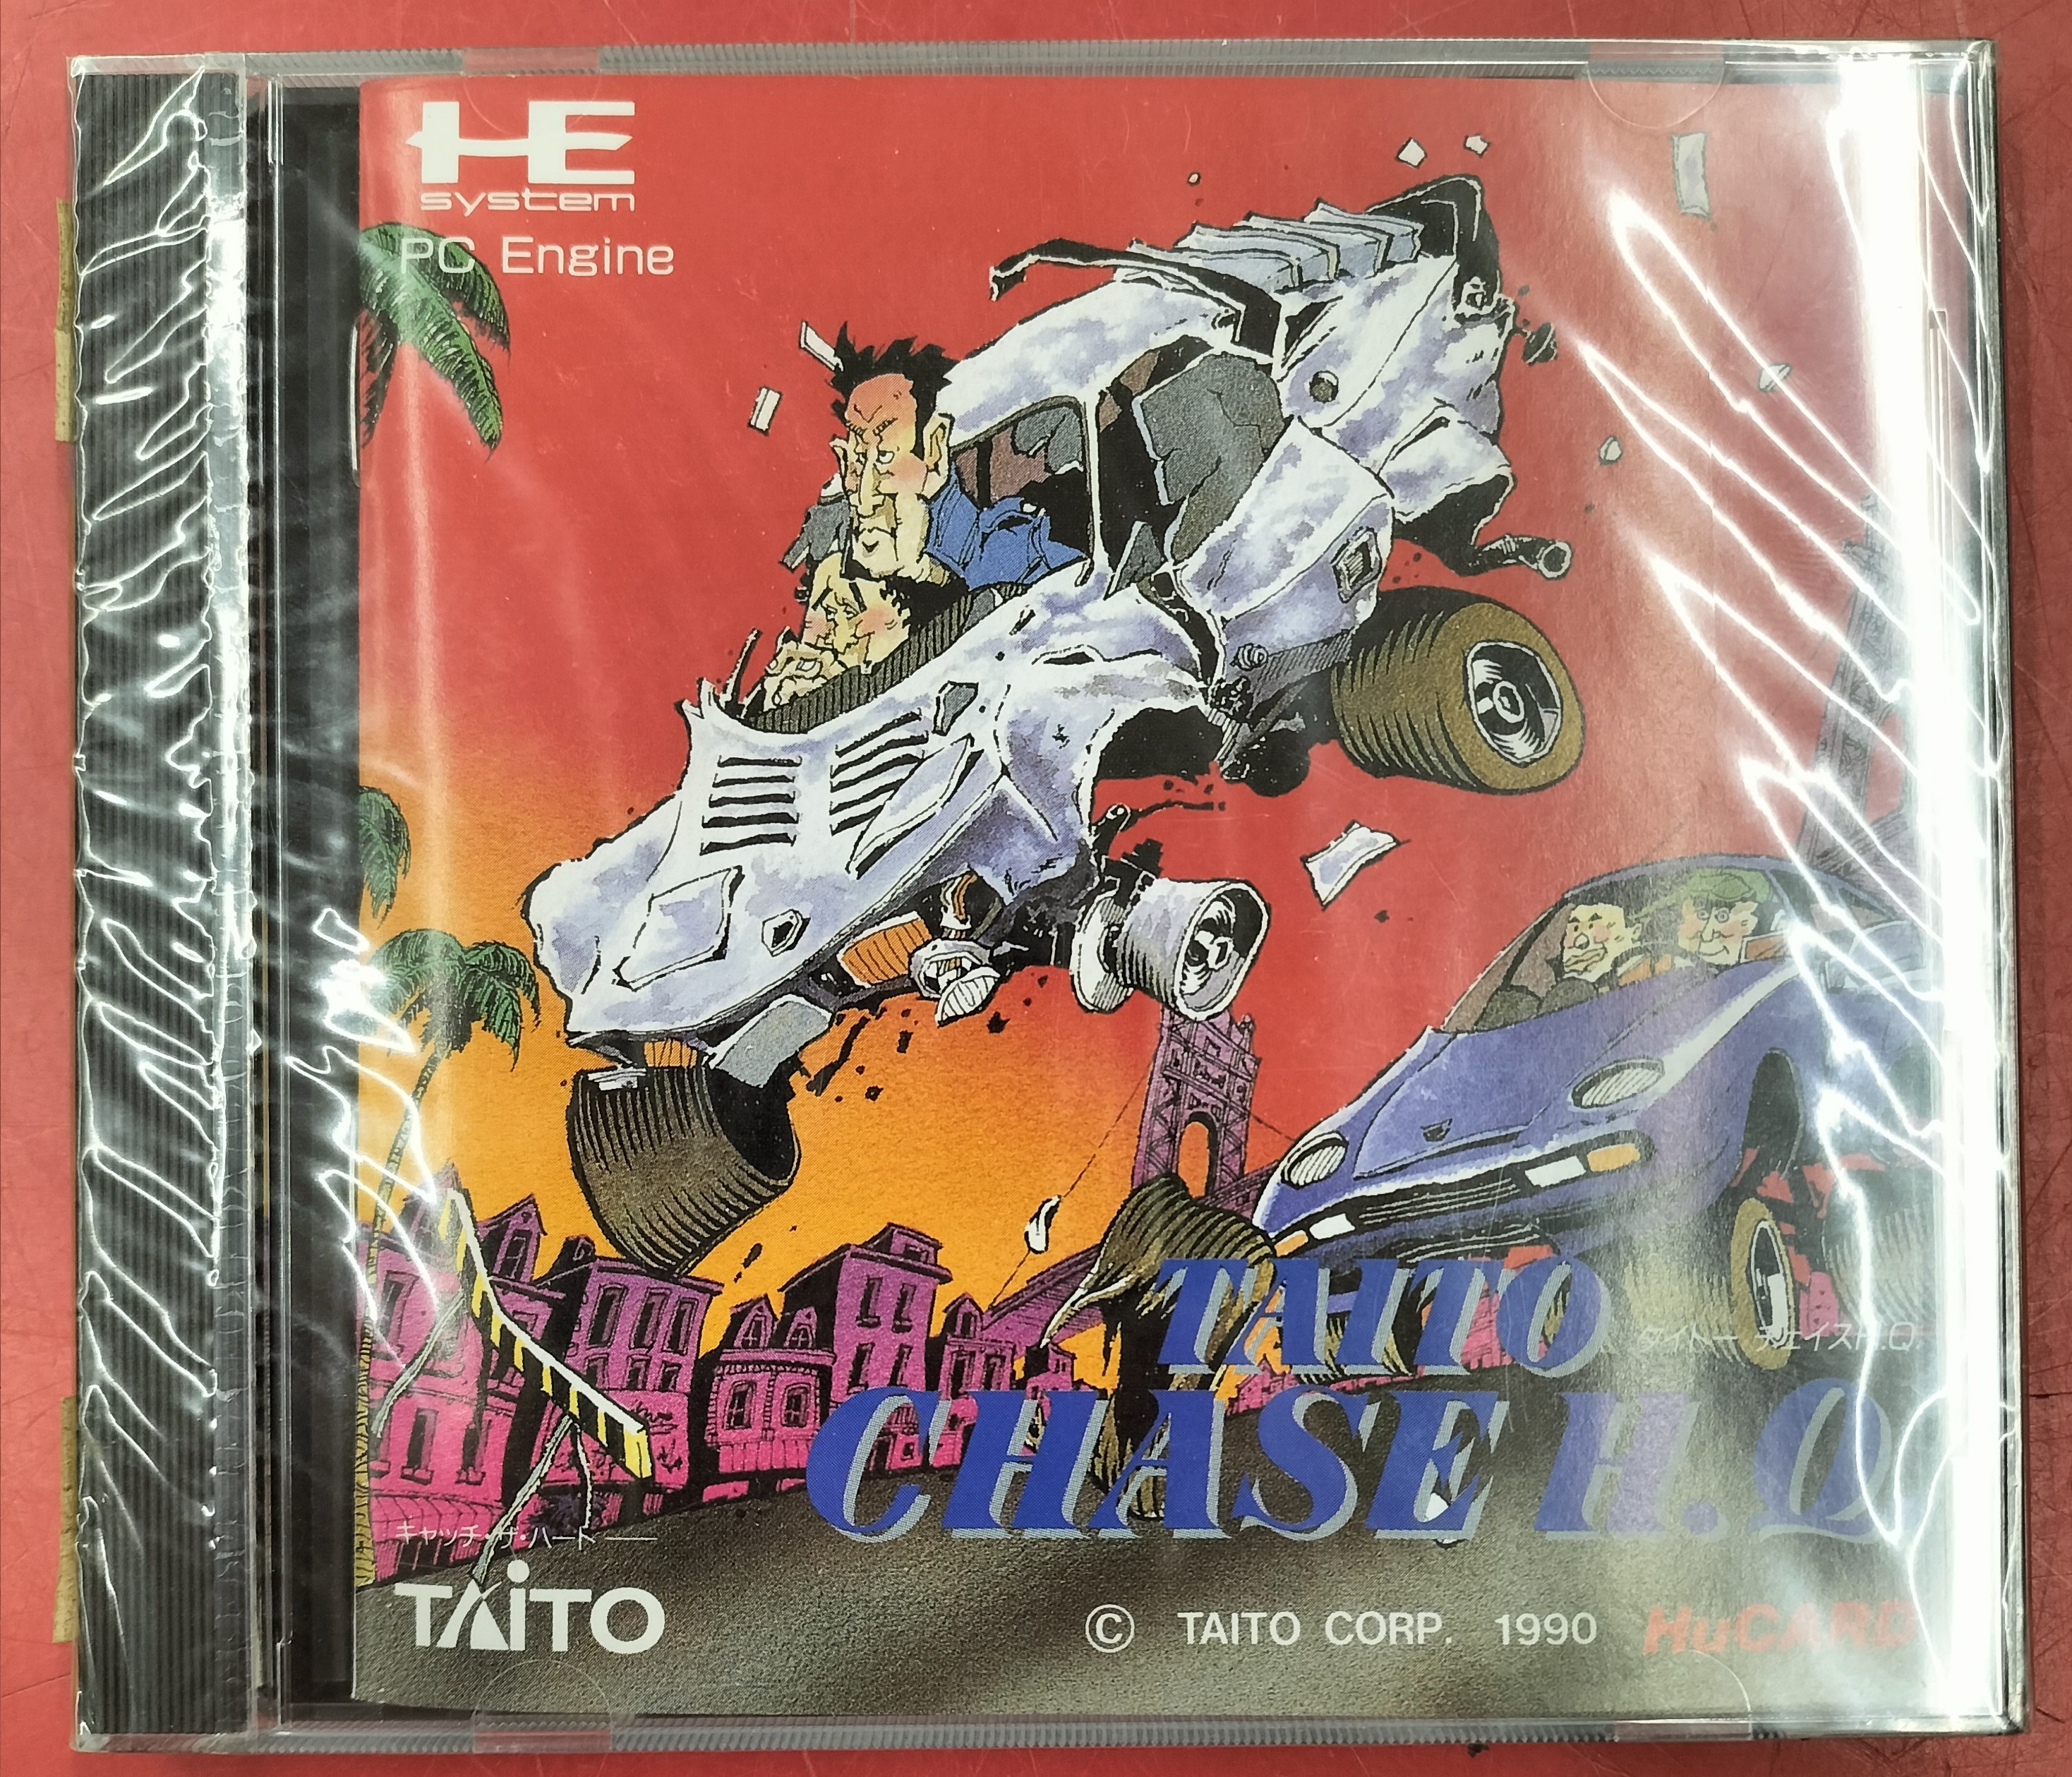 HE
system
PC Engine
TAITO
タイトー チェイスH.Q.
CHASE H.Q
キャッチ・ザ・ハート
TAITO
© TAITO CORP. 1990
HuCARD